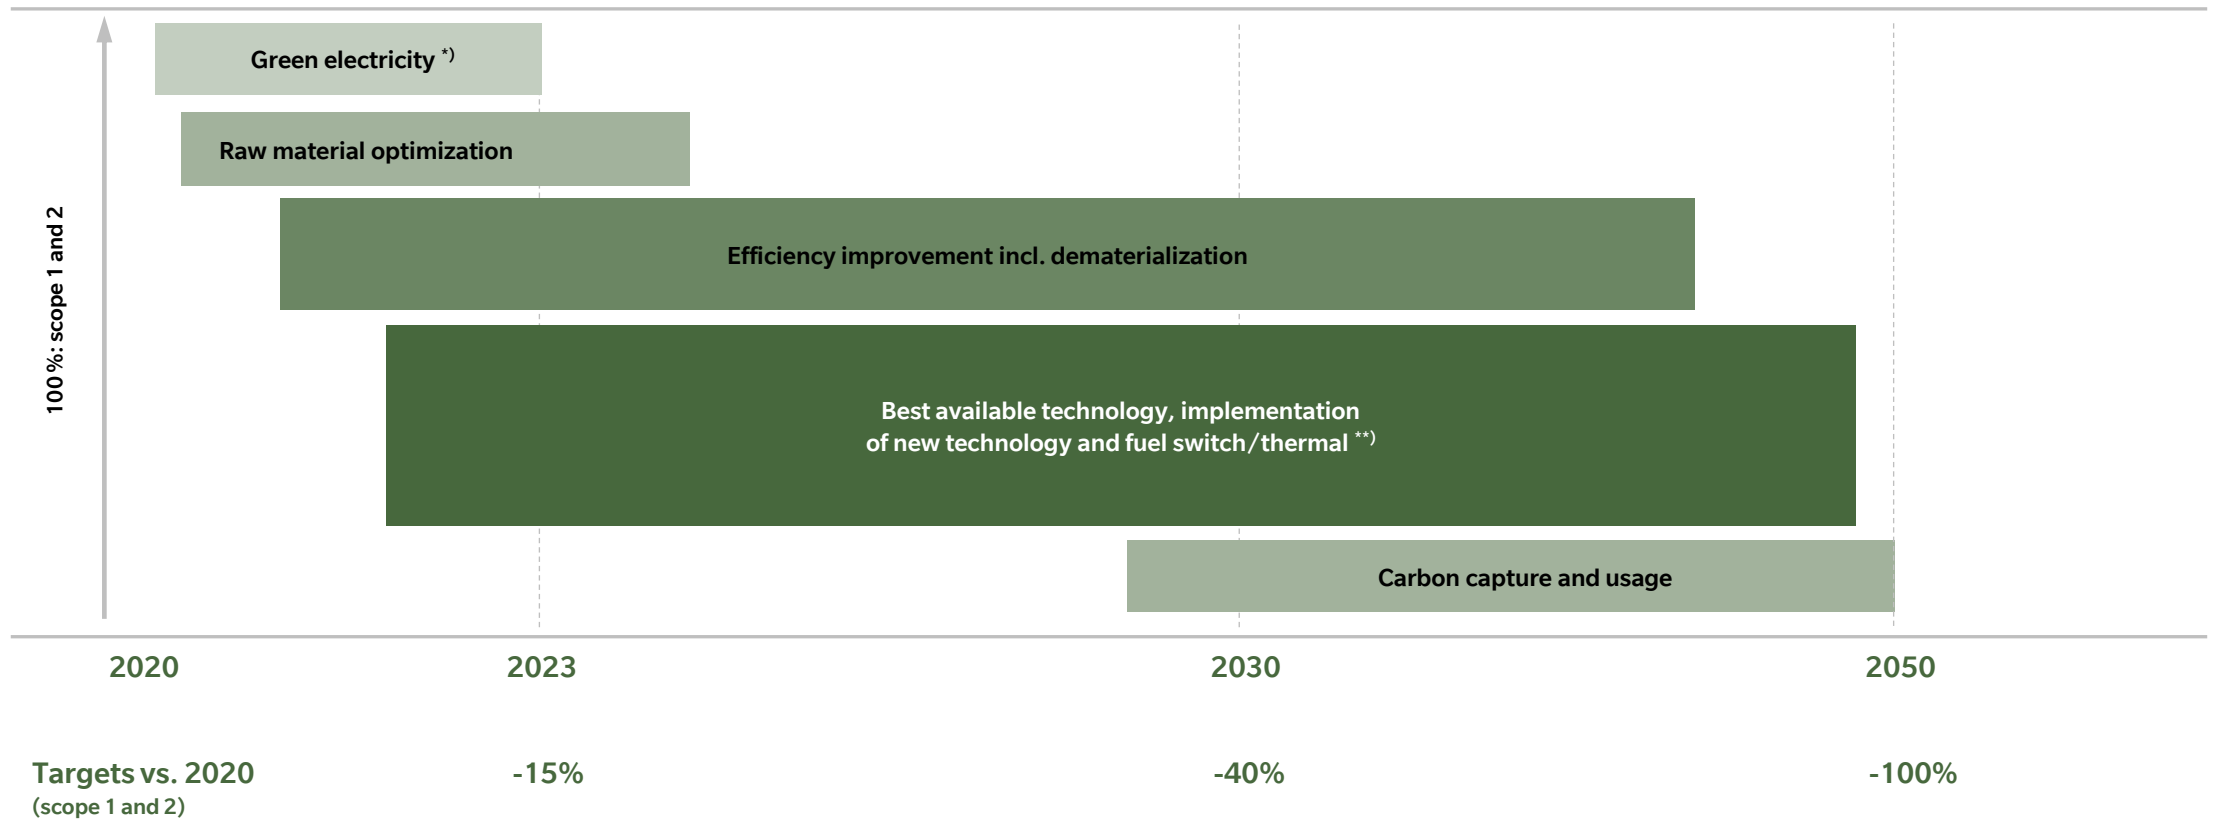 Green electricity *)
Raw material optimization
Efficiency improvement incl. dematerialization
Best available technology, implementation
of new technology and fuel switch/thermal **)
Carbon capture and usage
100 %: scope 1 and 2
2020 2023 2030 2050
Targets vs. 2020 -15% -40% -100%
(scope 1 and 2)